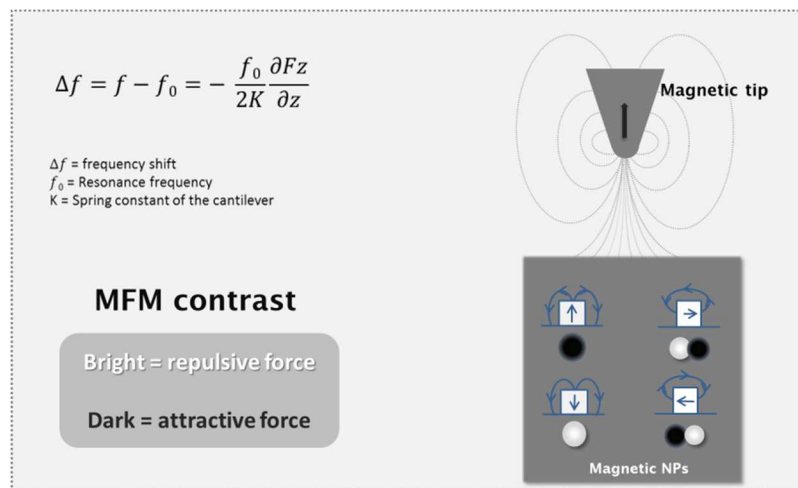 Δf = f − f₀ = − f₀/2K ∂Fz/∂z
Δf = frequency shift
f₀ = Resonance frequency
K = Spring constant of the cantilever
Magnetic tip
MFM contrast
Bright = repulsive force
Dark = attractive force
Magnetic NPs